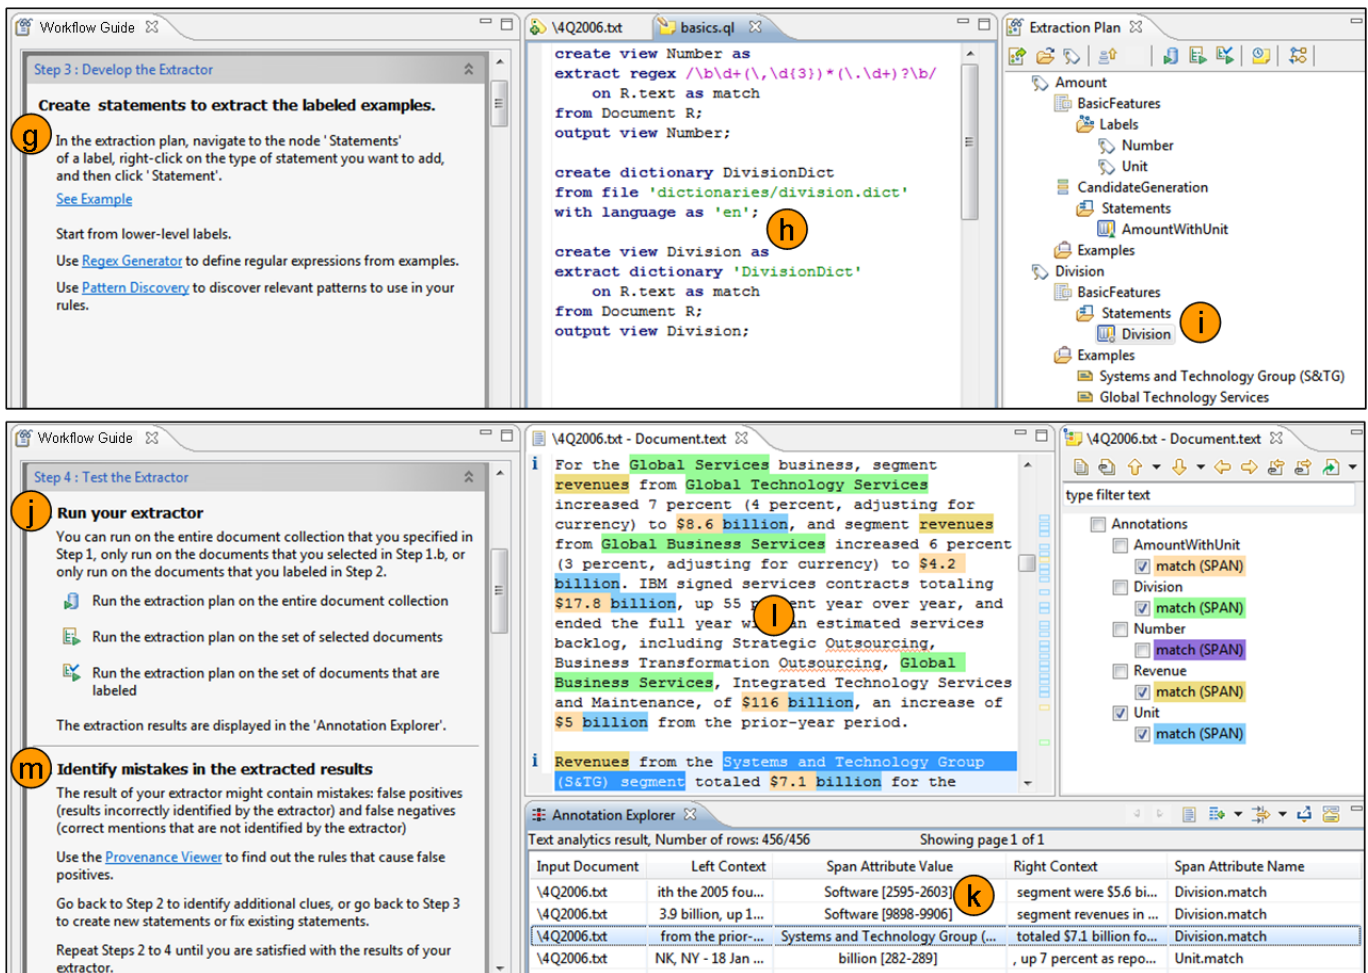 Workflow Guide
Step 3 : Develop the Extractor
Create statements to extract the labeled examples.
g
In the extraction plan, navigate to the node ' Statements'
of a label, right-click on the type of statement you want to add,
and then click ' Statement'.
See Example
Start from lower-level labels.
Use Regex Generator to define regular expressions from examples.
Use Pattern Discovery to discover relevant patterns to use in your
rules.
\4Q2006.txt
basics.ql
create view Number as
extract regex /\b\d+(\,\d{3})*(\.\d+)?\b/
on R.text as match
from Document R;
output view Number;
create dictionary DivisionDict
from file 'dictionaries/division.dict'
with language as 'en';
h
create view Division as
extract dictionary 'DivisionDict'
on R.text as match
from Document R;
output view Division;
Extraction Plan
Amount
BasicFeatures
Labels
Number
Unit
CandidateGeneration
Statements
AmountWithUnit
Examples
Division
BasicFeatures
Statements
i
Division
Examples
Systems and Technology Group (S&TG)
Global Technology Services
Workflow Guide
Step 4 : Test the Extractor
j
Run your extractor
You can run on the entire document collection that you specified in
Step 1, only run on the documents that you selected in Step 1.b, or
only run on the documents that you labeled in Step 2.
Run the extraction plan on the entire document collection
Run the extraction plan on the set of selected documents
Run the extraction plan on the set of documents that are
labeled
The extraction results are displayed in the 'Annotation Explorer'.
m
Identify mistakes in the extracted results
The result of your extractor might contain mistakes: false positives
(results incorrectly identified by the extractor) and false negatives
(correct mentions that are not identified by the extractor)
Use the Provenance Viewer to find out the rules that cause false
positives.
Go back to Step 2 to identify additional clues, or go back to Step 3
to create new statements or fix existing statements.
Repeat Steps 2 to 4 until you are satisfied with the results of your
extractor.
\4Q2006.txt - Document.text
For the Global Services business, segment
revenues from Global Technology Services
increased 7 percent (4 percent, adjusting for
currency) to $8.6 billion, and segment revenues
from Global Business Services increased 6 percent
(3 percent, adjusting for currency) to $4.2
billion. IBM signed services contracts totaling
$17.8 billion, up 55 percent year over year, and
ended the full year an estimated services
l
backlog, including Strategic Outsourcing,
Business Transformation Outsourcing, Global
Business Services, Integrated Technology Services
and Maintenance, of $116 billion, an increase of
$5 billion from the prior-year period.
Revenues from the Systems and Technology Group
(S&TG) segment totaled $7.1 billion for the
\4Q2006.txt - Document.text
type filter text
Annotations
AmountWithUnit
match (SPAN)
Division
match (SPAN)
Number
match (SPAN)
Revenue
match (SPAN)
Unit
match (SPAN)
Annotation Explorer
Text analytics result, Number of rows: 456/456 Showing page 1 of 1
Input Document Left Context Span Attribute Value Right Context Span Attribute Name
\4Q2006.txt ith the 2005 fou... Software [2595-2603] segment were $5.6 bi... Division.match
k
\4Q2006.txt 3.9 billion, up 1... Software [9898-9906] segment revenues in ... Division.match
\4Q2006.txt from the prior-... Systems and Technology Group (... totaled $7.1 billion fo... Division.match
\4Q2006.txt NK, NY - 18 Jan ... billion [282-289] , up 7 percent as repo... Unit.match